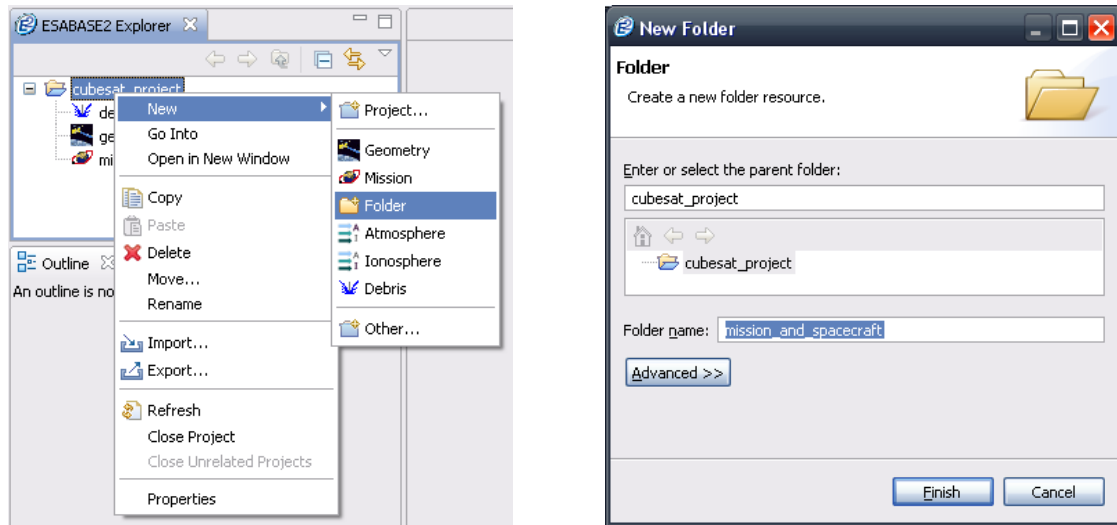 ESABASE2 Explorer
cubesat_project
de
ge
mi
New
Go Into
Open in New Window
Copy
Paste
Delete
Move...
Rename
Import...
Export...
Refresh
Close Project
Close Unrelated Projects
Properties
Project...
Geometry
Mission
Folder
Atmosphere
Ionosphere
Debris
Other...
Outline
An outline is no
New Folder
Folder
Create a new folder resource.
Enter or select the parent folder:
cubesat_project
cubesat_project
Folder name: mission_and_spacecraft
Advanced >>
Finish Cancel